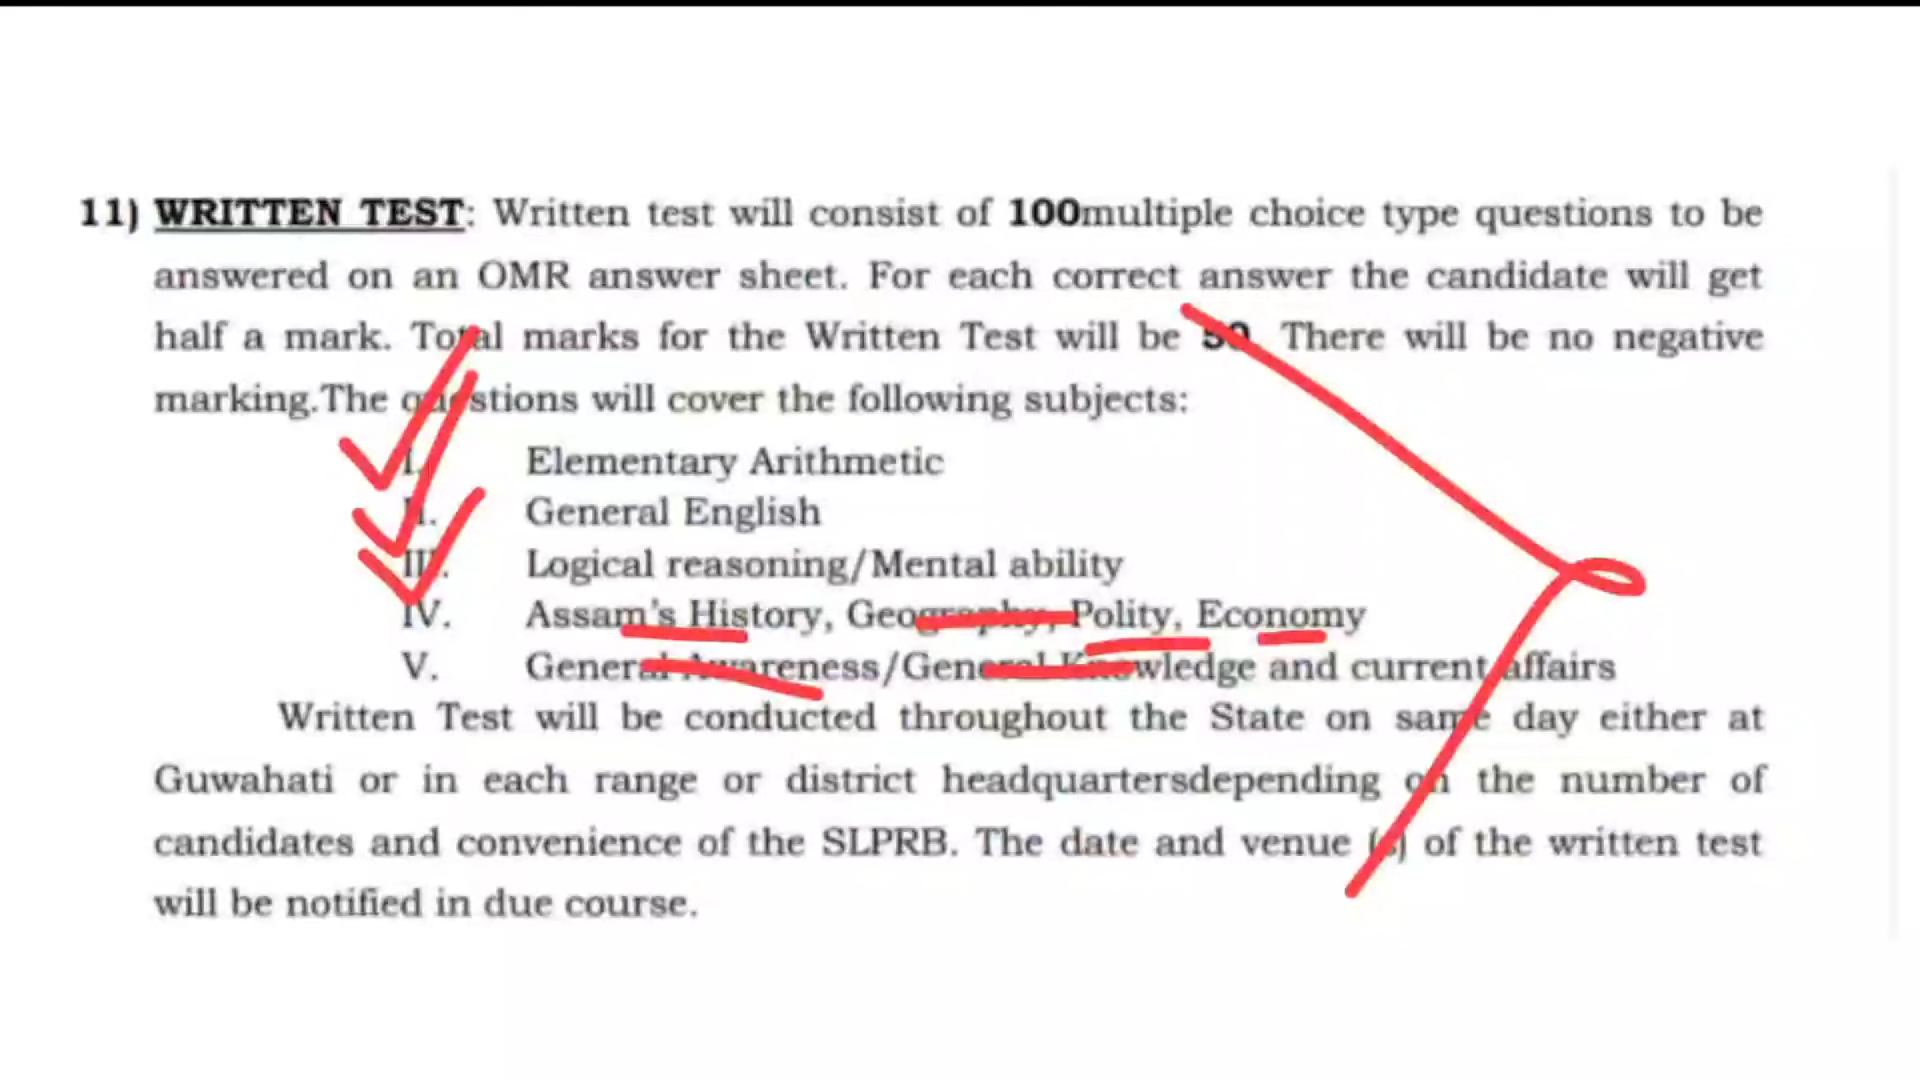 11) WRITTEN TEST: Written test will consist of 100multiple choice type questions to be
answered on an OMR answer sheet. For each correct answer the candidate will get
half a mark. Total marks for the Written Test will be 50. There will be no negative
marking.The questions will cover the following subjects:
I. Elementary Arithmetic
II. General English
III. Logical reasoning/Mental ability
IV. Assam's History, Geography, Polity, Economy
V. General Awareness/General Knowledge and current affairs
Written Test will be conducted throughout the State on same day either at
Guwahati or in each range or district headquartersdepending on the number of
candidates and convenience of the SLPRB. The date and venue (s) of the written test
will be notified in due course.